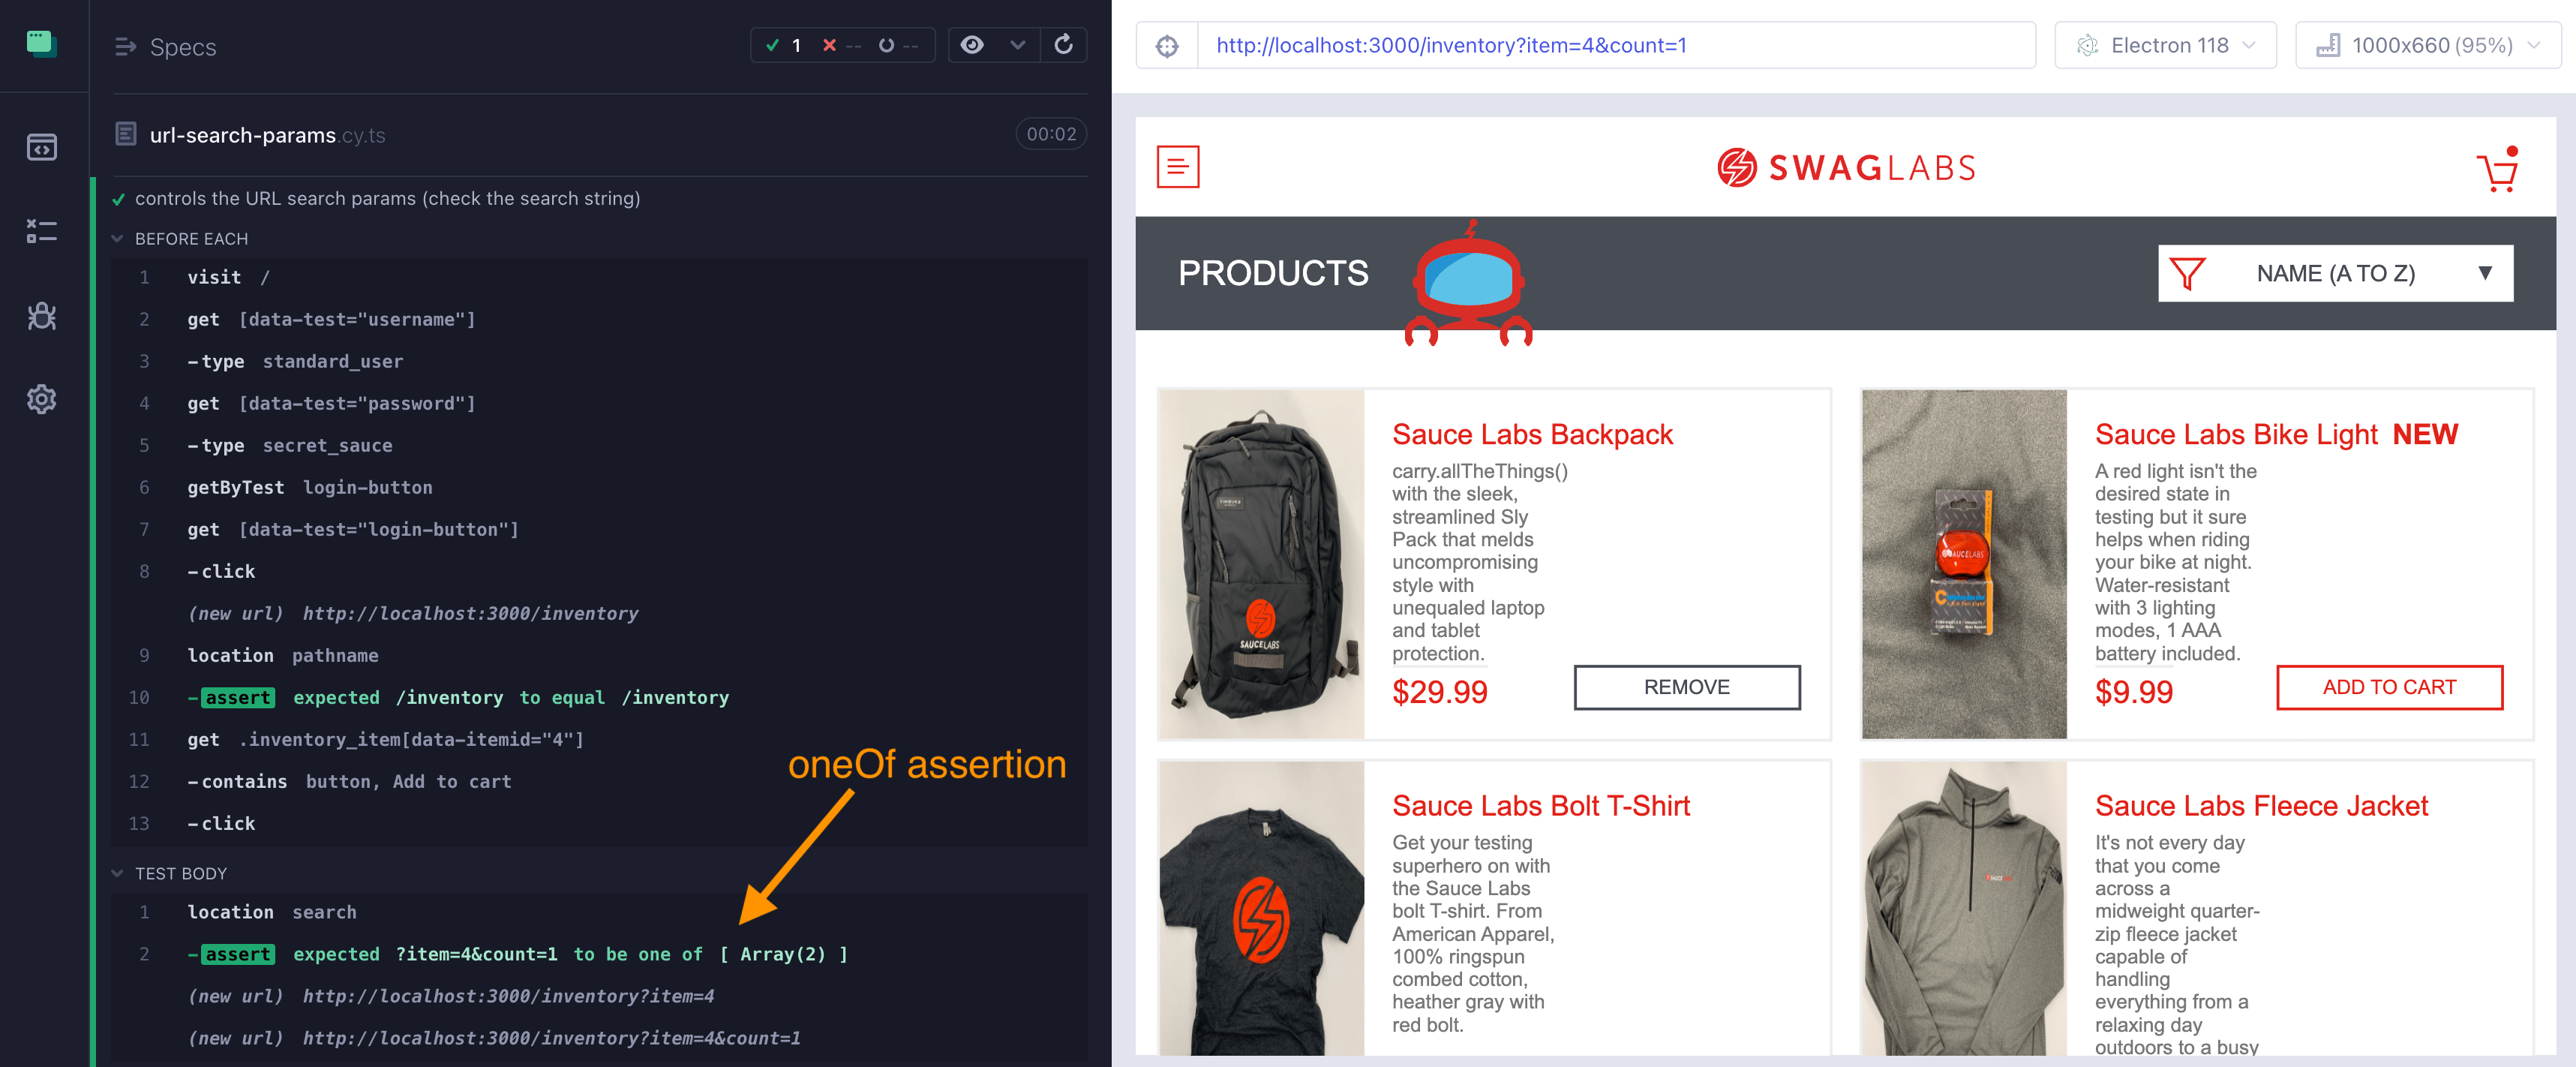 Specs
1 -- --
url-search-params.cy.ts 00:02
controls the URL search params (check the search string)
BEFORE EACH
1 visit /
2 get [data-test="username"]
3 -type standard_user
4 get [data-test="password"]
5 -type secret_sauce
6 getByTest login-button
7 get [data-test="login-button"]
8 -click
(new url) http://localhost:3000/inventory
9 location pathname
10 -assert expected /inventory to equal /inventory
11 get .inventory_item[data-itemid="4"]
12 -contains button, Add to cart
13 -click
oneOf assertion
TEST BODY
1 location search
2 -assert expected ?item=4&count=1 to be one of [ Array(2) ]
(new url) http://localhost:3000/inventory?item=4
(new url) http://localhost:3000/inventory?item=4&count=1
http://localhost:3000/inventory?item=4&count=1
Electron 118
1000x660 (95%)
SWAGLABS
PRODUCTS
NAME (A TO Z)
Sauce Labs Backpack
carry.allTheThings()
with the sleek,
streamlined Sly
Pack that melds
uncompromising
style with
unequaled laptop
and tablet
protection.
$29.99
REMOVE
SAUCELABS
Sauce Labs Bike Light NEW
A red light isn't the
desired state in
testing but it sure
helps when riding
your bike at night.
Water-resistant
with 3 lighting
modes, 1 AAA
battery included.
$9.99
ADD TO CART
SAUCELABS
Sauce Labs Bolt T-Shirt
Get your testing
superhero on with
the Sauce Labs
bolt T-shirt. From
American Apparel,
100% ringspun
combed cotton,
heather gray with
red bolt.
Sauce Labs Fleece Jacket
It's not every day
that you come
across a
midweight quarter-
zip fleece jacket
capable of
handling
everything from a
relaxing day
outdoors to a busy